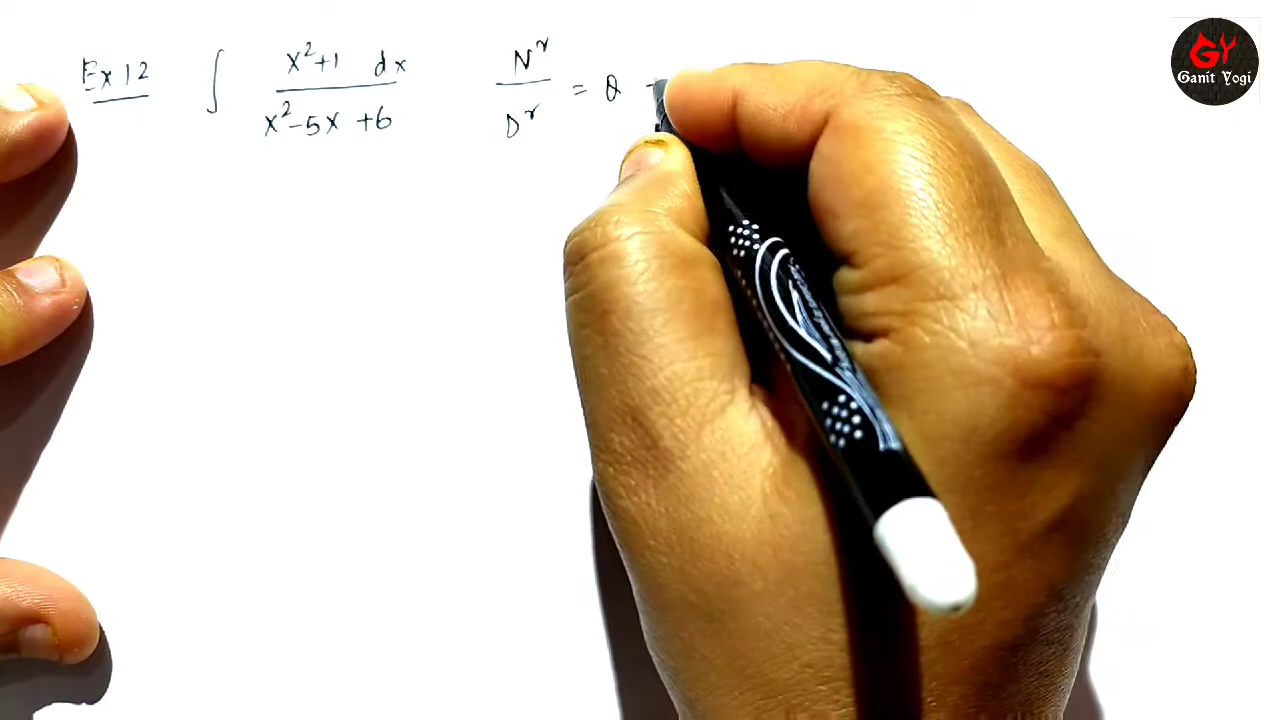 Ex 12 ∫ x²+1 dx / x²-5x+6
Nʳ / Dʳ = Q
GY
Ganit Yogi